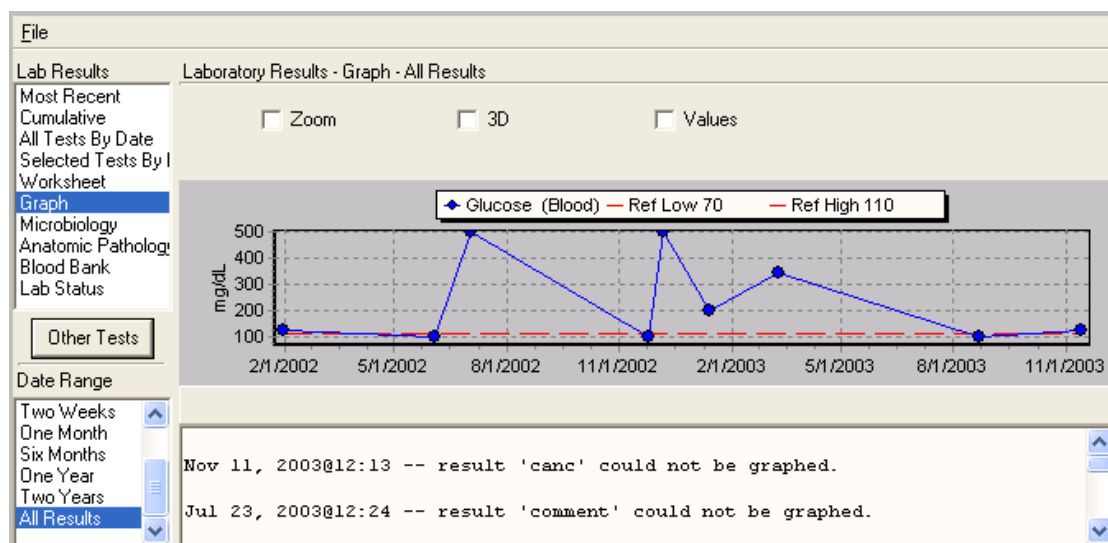 File
Lab Results
Most Recent
Cumulative
All Tests By Date
Selected Tests By
Worksheet
Graph
Microbiology
Anatomic Pathology
Blood Bank
Lab Status
Other Tests
Date Range
Two Weeks
One Month
Six Months
One Year
Two Years
All Results
Laboratory Results - Graph - All Results
Zoom 3D Values
Glucose (Blood) Ref Low 70 Ref High 110
mg/dL
500
400
300
200
100
2/1/2002 5/1/2002 8/1/2002 11/1/2002 2/1/2003 5/1/2003 8/1/2003 11/1/2003
Nov 11, 2003@12:13 -- result 'canc' could not be graphed.
Jul 23, 2003@12:24 -- result 'comment' could not be graphed.